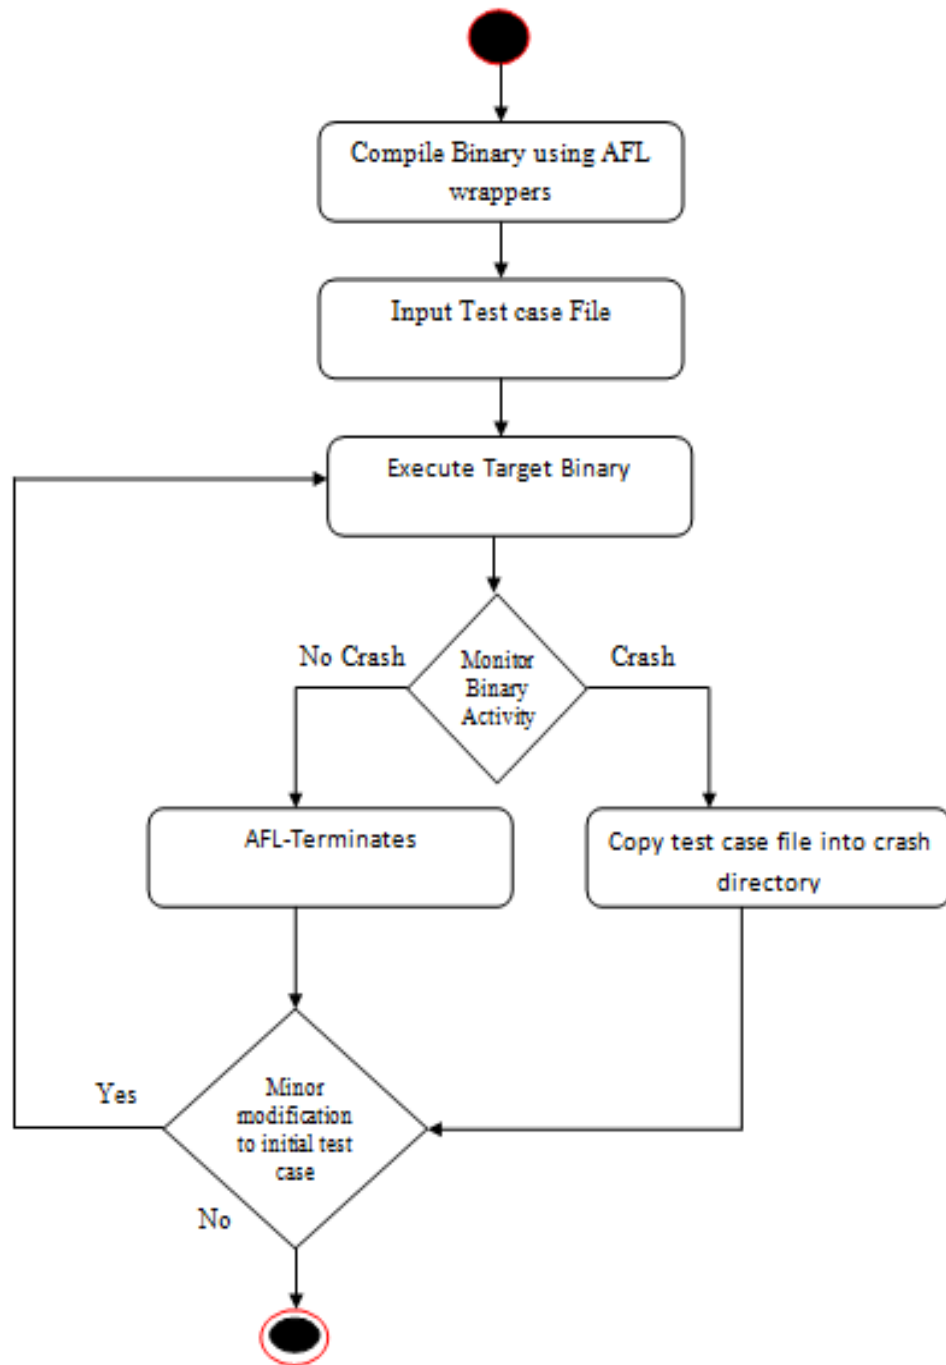 Compile Binary using AFL
wrappers
Input Test case File
Execute Target Binary
No Crash
Monitor
Binary
Activity
Crash
AFL-Terminates
Copy test case file into crash
directory
Yes
Minor
modification
to initial test
case
No